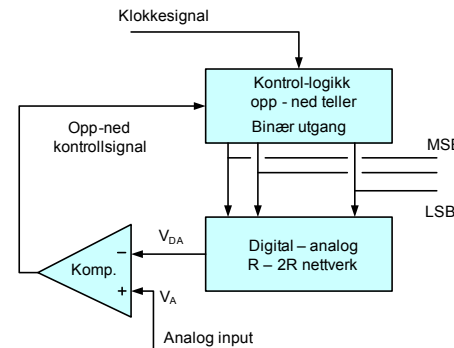 Klokkesignal
Kontrol-logikk
opp - ned teller
Binær utgang
Opp-ned
kontrollsignal
MSB
LSB
V_DA
Digital – analog
R – 2R nettverk
Komp.
–
+
V_A
Analog input